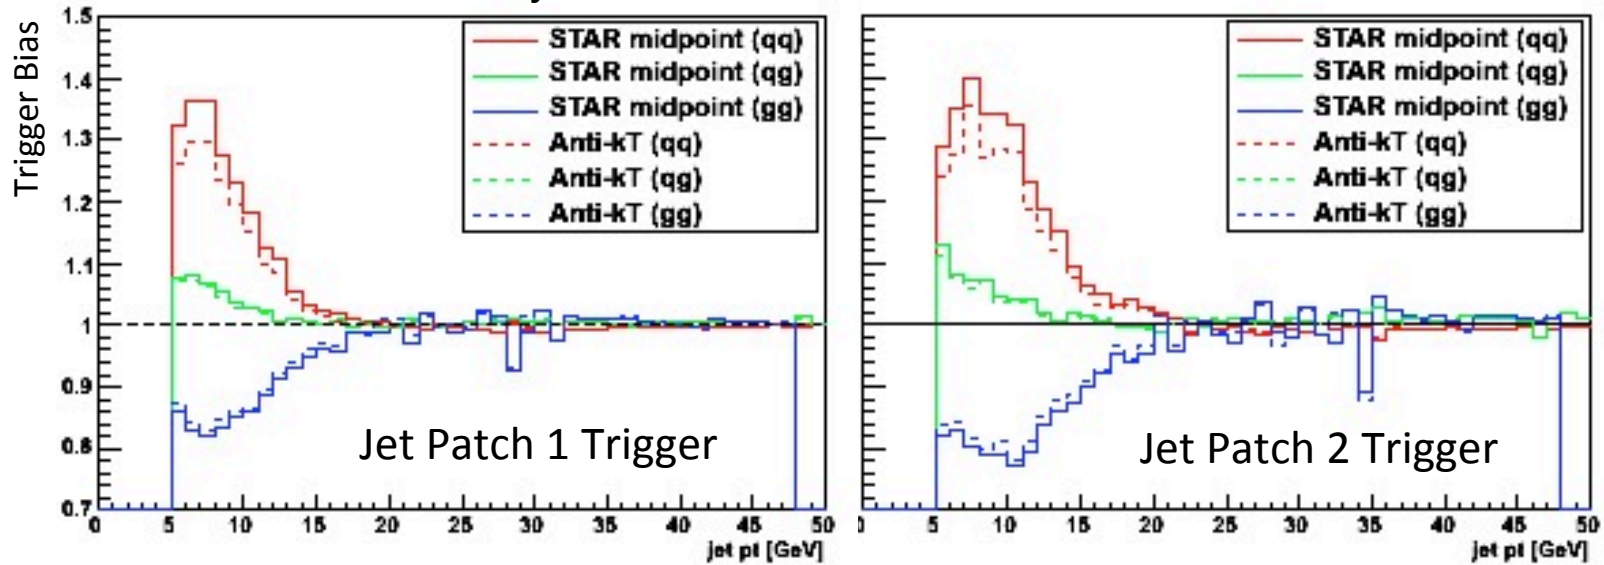 Trigger Bias
1.5
1.4
1.3
1.2
1.1
1
0.9
0.8
0.7
STAR midpoint (qq)
STAR midpoint (qg)
STAR midpoint (gg)
Anti-kT (qq)
Anti-kT (qg)
Anti-kT (gg)
Jet Patch 1 Trigger
0 5 10 15 20 25 30 35 40 45 50
jet pt [GeV]
STAR midpoint (qq)
STAR midpoint (qg)
STAR midpoint (gg)
Anti-kT (qq)
Anti-kT (qg)
Anti-kT (gg)
Jet Patch 2 Trigger
0 5 10 15 20 25 30 35 40 45 50
jet pt [GeV]